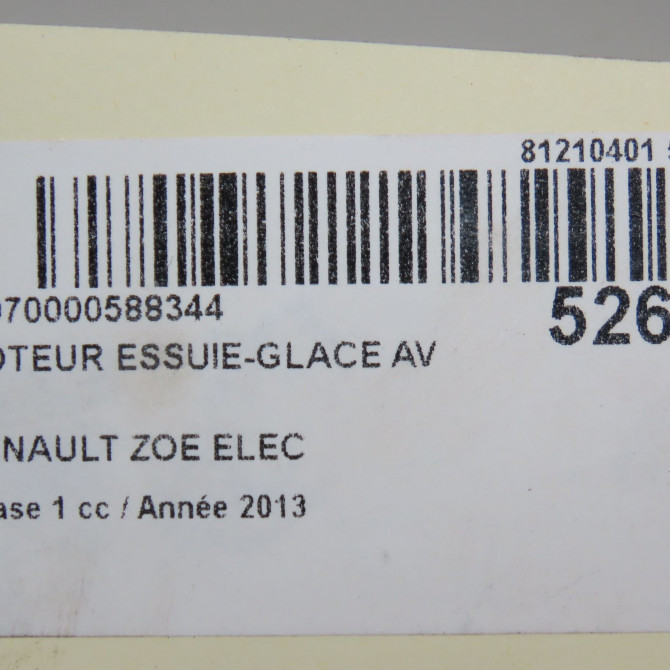 81210401
070000588344
526
OTEUR ESSUIE-GLACE AV
NAULT ZOE ELEC
ase 1 cc / Année 2013